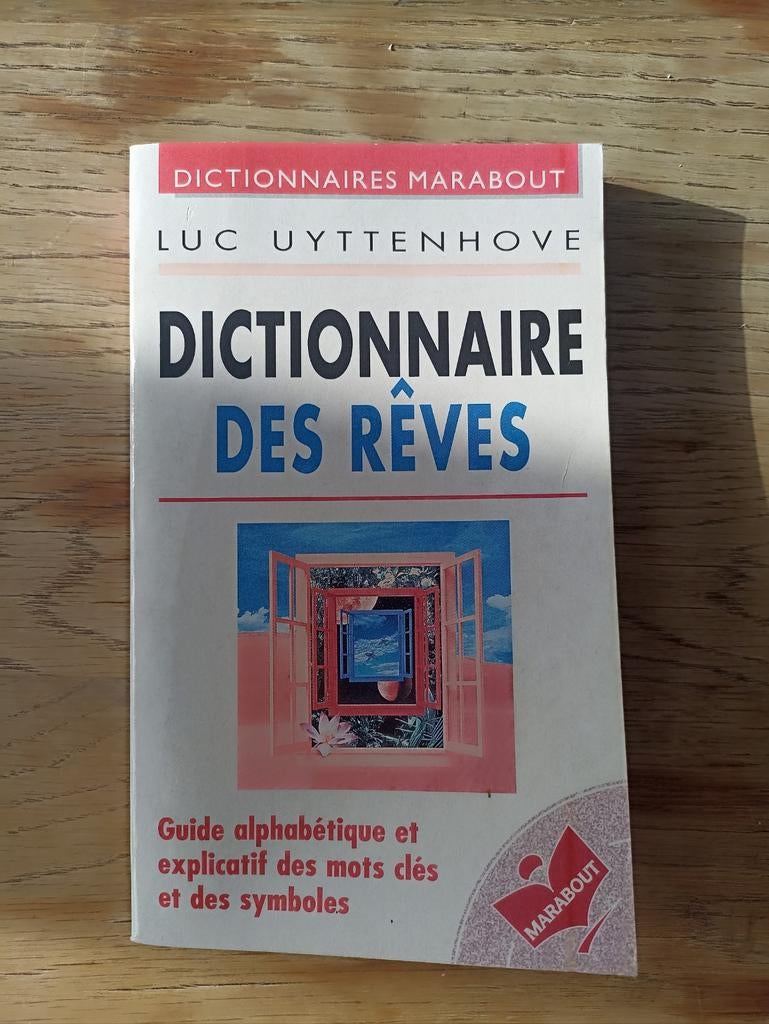 DICTIONNAIRES MARABOUT
LUC UYTTENHOVE
DICTIONNAIRE
DES RÊVES
Guide alphabétique et
explicatif des mots clés
et des symboles
MARABOUT